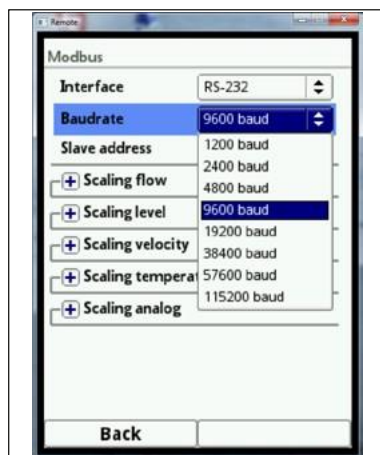 Remote
Modbus
Interface RS-232
Baudrate 9600 baud
Slave address 1200 baud
2400 baud
Scaling flow 4800 baud
Scaling level 9600 baud
19200 baud
Scaling velocity 38400 baud
Scaling temperat 57600 baud
115200 baud
Scaling analog
Back